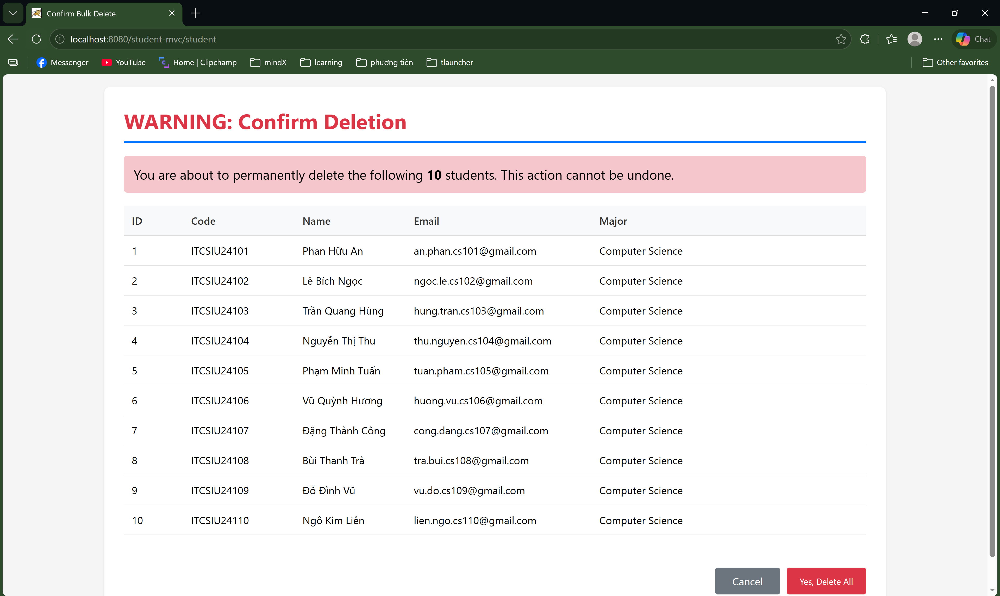 Confirm Bulk Delete
localhost:8080/student-mvc/student
Chat
Messenger
YouTube
Home | Clipchamp
mindX
learning
phương tiện
tlauncher
Other favorites
WARNING: Confirm Deletion
You are about to permanently delete the following 10 students. This action cannot be undone.
ID Code Name Email Major
1 ITCSIU24101 Phan Hữu An an.phan.cs101@gmail.com Computer Science
2 ITCSIU24102 Lê Bích Ngọc ngoc.le.cs102@gmail.com Computer Science
3 ITCSIU24103 Trần Quang Hùng hung.tran.cs103@gmail.com Computer Science
4 ITCSIU24104 Nguyễn Thị Thu thu.nguyen.cs104@gmail.com Computer Science
5 ITCSIU24105 Phạm Minh Tuấn tuan.pham.cs105@gmail.com Computer Science
6 ITCSIU24106 Vũ Quỳnh Hương huong.vu.cs106@gmail.com Computer Science
7 ITCSIU24107 Đặng Thành Công cong.dang.cs107@gmail.com Computer Science
8 ITCSIU24108 Bùi Thanh Trà tra.bui.cs108@gmail.com Computer Science
9 ITCSIU24109 Đỗ Đình Vũ vu.do.cs109@gmail.com Computer Science
10 ITCSIU24110 Ngô Kim Liên lien.ngo.cs110@gmail.com Computer Science
Cancel
Yes, Delete All